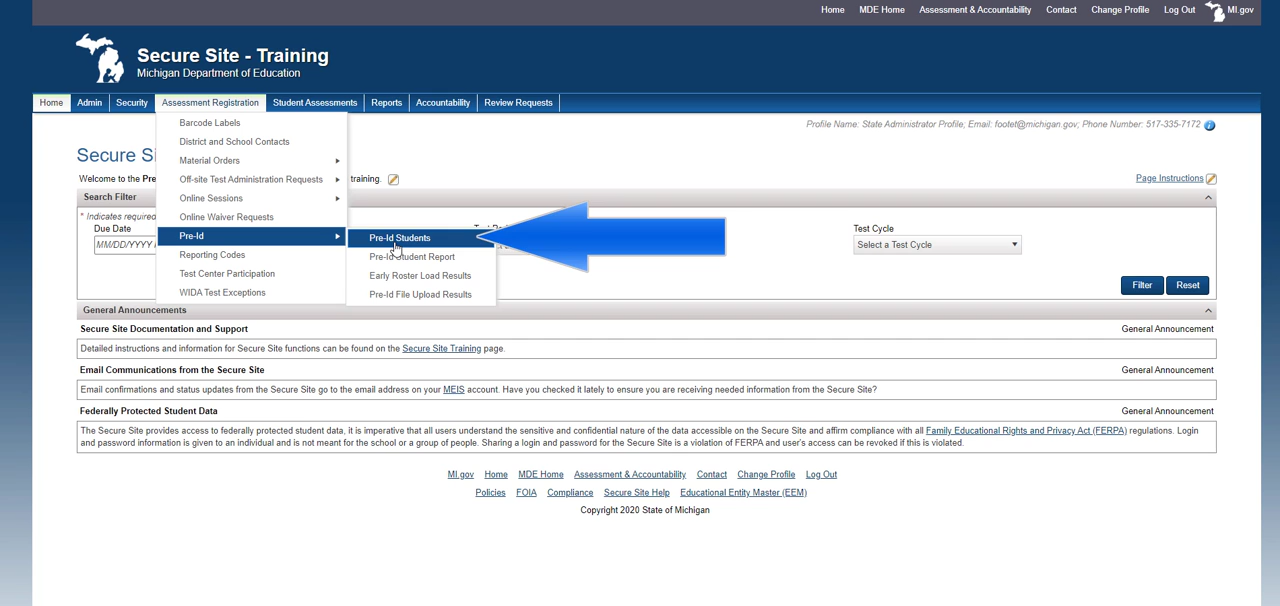 Home MDE Home Assessment & Accountability Contact Change Profile Log Out MI.gov
Secure Site - Training
Michigan Department of Education
Home Admin Security Assessment Registration Student Assessments Reports Accountability Review Requests
Profile Name: State Administrator Profile, Email: footet@michigan.gov; Phone Number: 517-335-7172
Barcode Labels
District and School Contacts
Secure Si
Material Orders
Welcome to the Pre
Off-site Test Administration Requests
training.
Page Instructions
Search Filter
Online Sessions
* Indicates required
Online Waiver Requests
Due Date
Test Cycle
Pre-Id
Pre-Id Students
MM/DD/YYYY
Select a Test Cycle
Reporting Codes
Pre-Id Student Report
Test Center Participation
Early Roster Load Results
Filter Reset
WIDA Test Exceptions
Pre-Id File Upload Results
General Announcements
Secure Site Documentation and Support General Announcement
Detailed instructions and information for Secure Site functions can be found on the Secure Site Training page.
Email Communications from the Secure Site General Announcement
Email confirmations and status updates from the Secure Site go to the email address on your MEIS account. Have you checked it lately to ensure you are receiving needed information from the Secure Site?
Federally Protected Student Data General Announcement
The Secure Site provides access to federally protected student data, it is imperative that all users understand the sensitive and confidential nature of the data accessible on the Secure Site and affirm compliance with all Family Educational Rights and Privacy Act (FERPA) regulations. Login
and password information is given to an individual and is not meant for the school or a group of people. Sharing a login and password for the Secure Site is a violation of FERPA and user's access can be revoked if this is violated.
MI.gov Home MDE Home Assessment & Accountability Contact Change Profile Log Out
Policies FOIA Compliance Secure Site Help Educational Entity Master (EEM)
Copyright 2020 State of Michigan